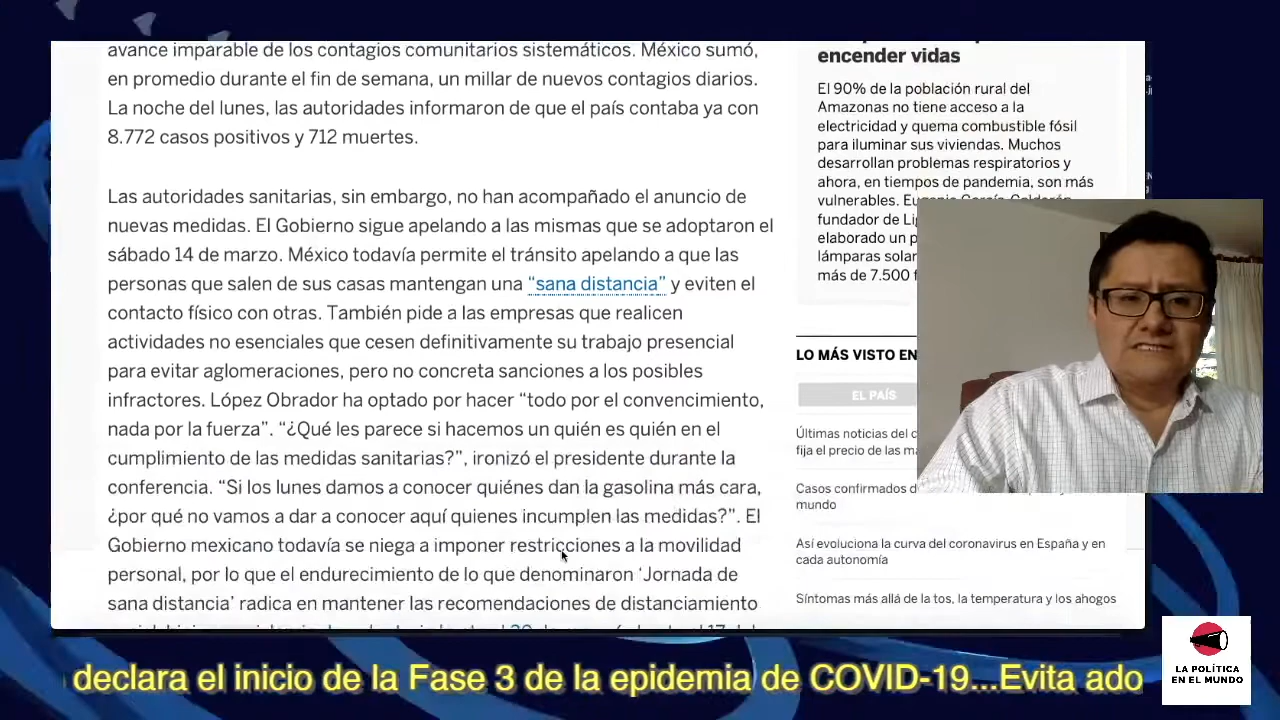 avance imparable de los contagios comunitarios sistemáticos. México sumó,
en promedio durante el fin de semana, un millar de nuevos contagios diarios.
La noche del lunes, las autoridades informaron de que el país contaba ya con
8.772 casos positivos y 712 muertes.
Las autoridades sanitarias, sin embargo, no han acompañado el anuncio de
nuevas medidas. El Gobierno sigue apelando a las mismas que se adoptaron el
sábado 14 de marzo. México todavía permite el tránsito apelando a que las
personas que salen de sus casas mantengan una “sana distancia” y eviten el
contacto físico con otras. También pide a las empresas que realicen
actividades no esenciales que cesen definitivamente su trabajo presencial
para evitar aglomeraciones, pero no concreta sanciones a los posibles
infractores. López Obrador ha optado por hacer “todo por el convencimiento,
nada por la fuerza”. “¿Qué les parece si hacemos un quién es quién en el
cumplimiento de las medidas sanitarias?”, ironizó el presidente durante la
conferencia. “Si los lunes damos a conocer quiénes dan la gasolina más cara,
¿por qué no vamos a dar a conocer aquí quienes incumplen las medidas?”. El
Gobierno mexicano todavía se niega a imponer restricciones a la movilidad
personal, por lo que el endurecimiento de lo que denominaron ‘Jornada de
sana distancia’ radica en mantener las recomendaciones de distanciamiento
encender vidas
El 90% de la población rural del
Amazonas no tiene acceso a la
electricidad y quema combustible fósil
para iluminar sus viviendas. Muchos
desarrollan problemas respiratorios y
ahora, en tiempos de pandemia, son más
vulnerables.
fundador de
elaborado un
lámparas
más de 7.500
LO MÁS VISTO EN
EL PAÍS
Últimas noticias del
fija el precio de las
Casos confirmados
mundo
Así evoluciona la curva del coronavirus en España y en
cada autonomía
Síntomas más allá de la tos, la temperatura y los ahogos
declara el inicio de la Fase 3 de la epidemia de COVID-19...Evita ado
LA POLÍTICA
EN EL MUNDO